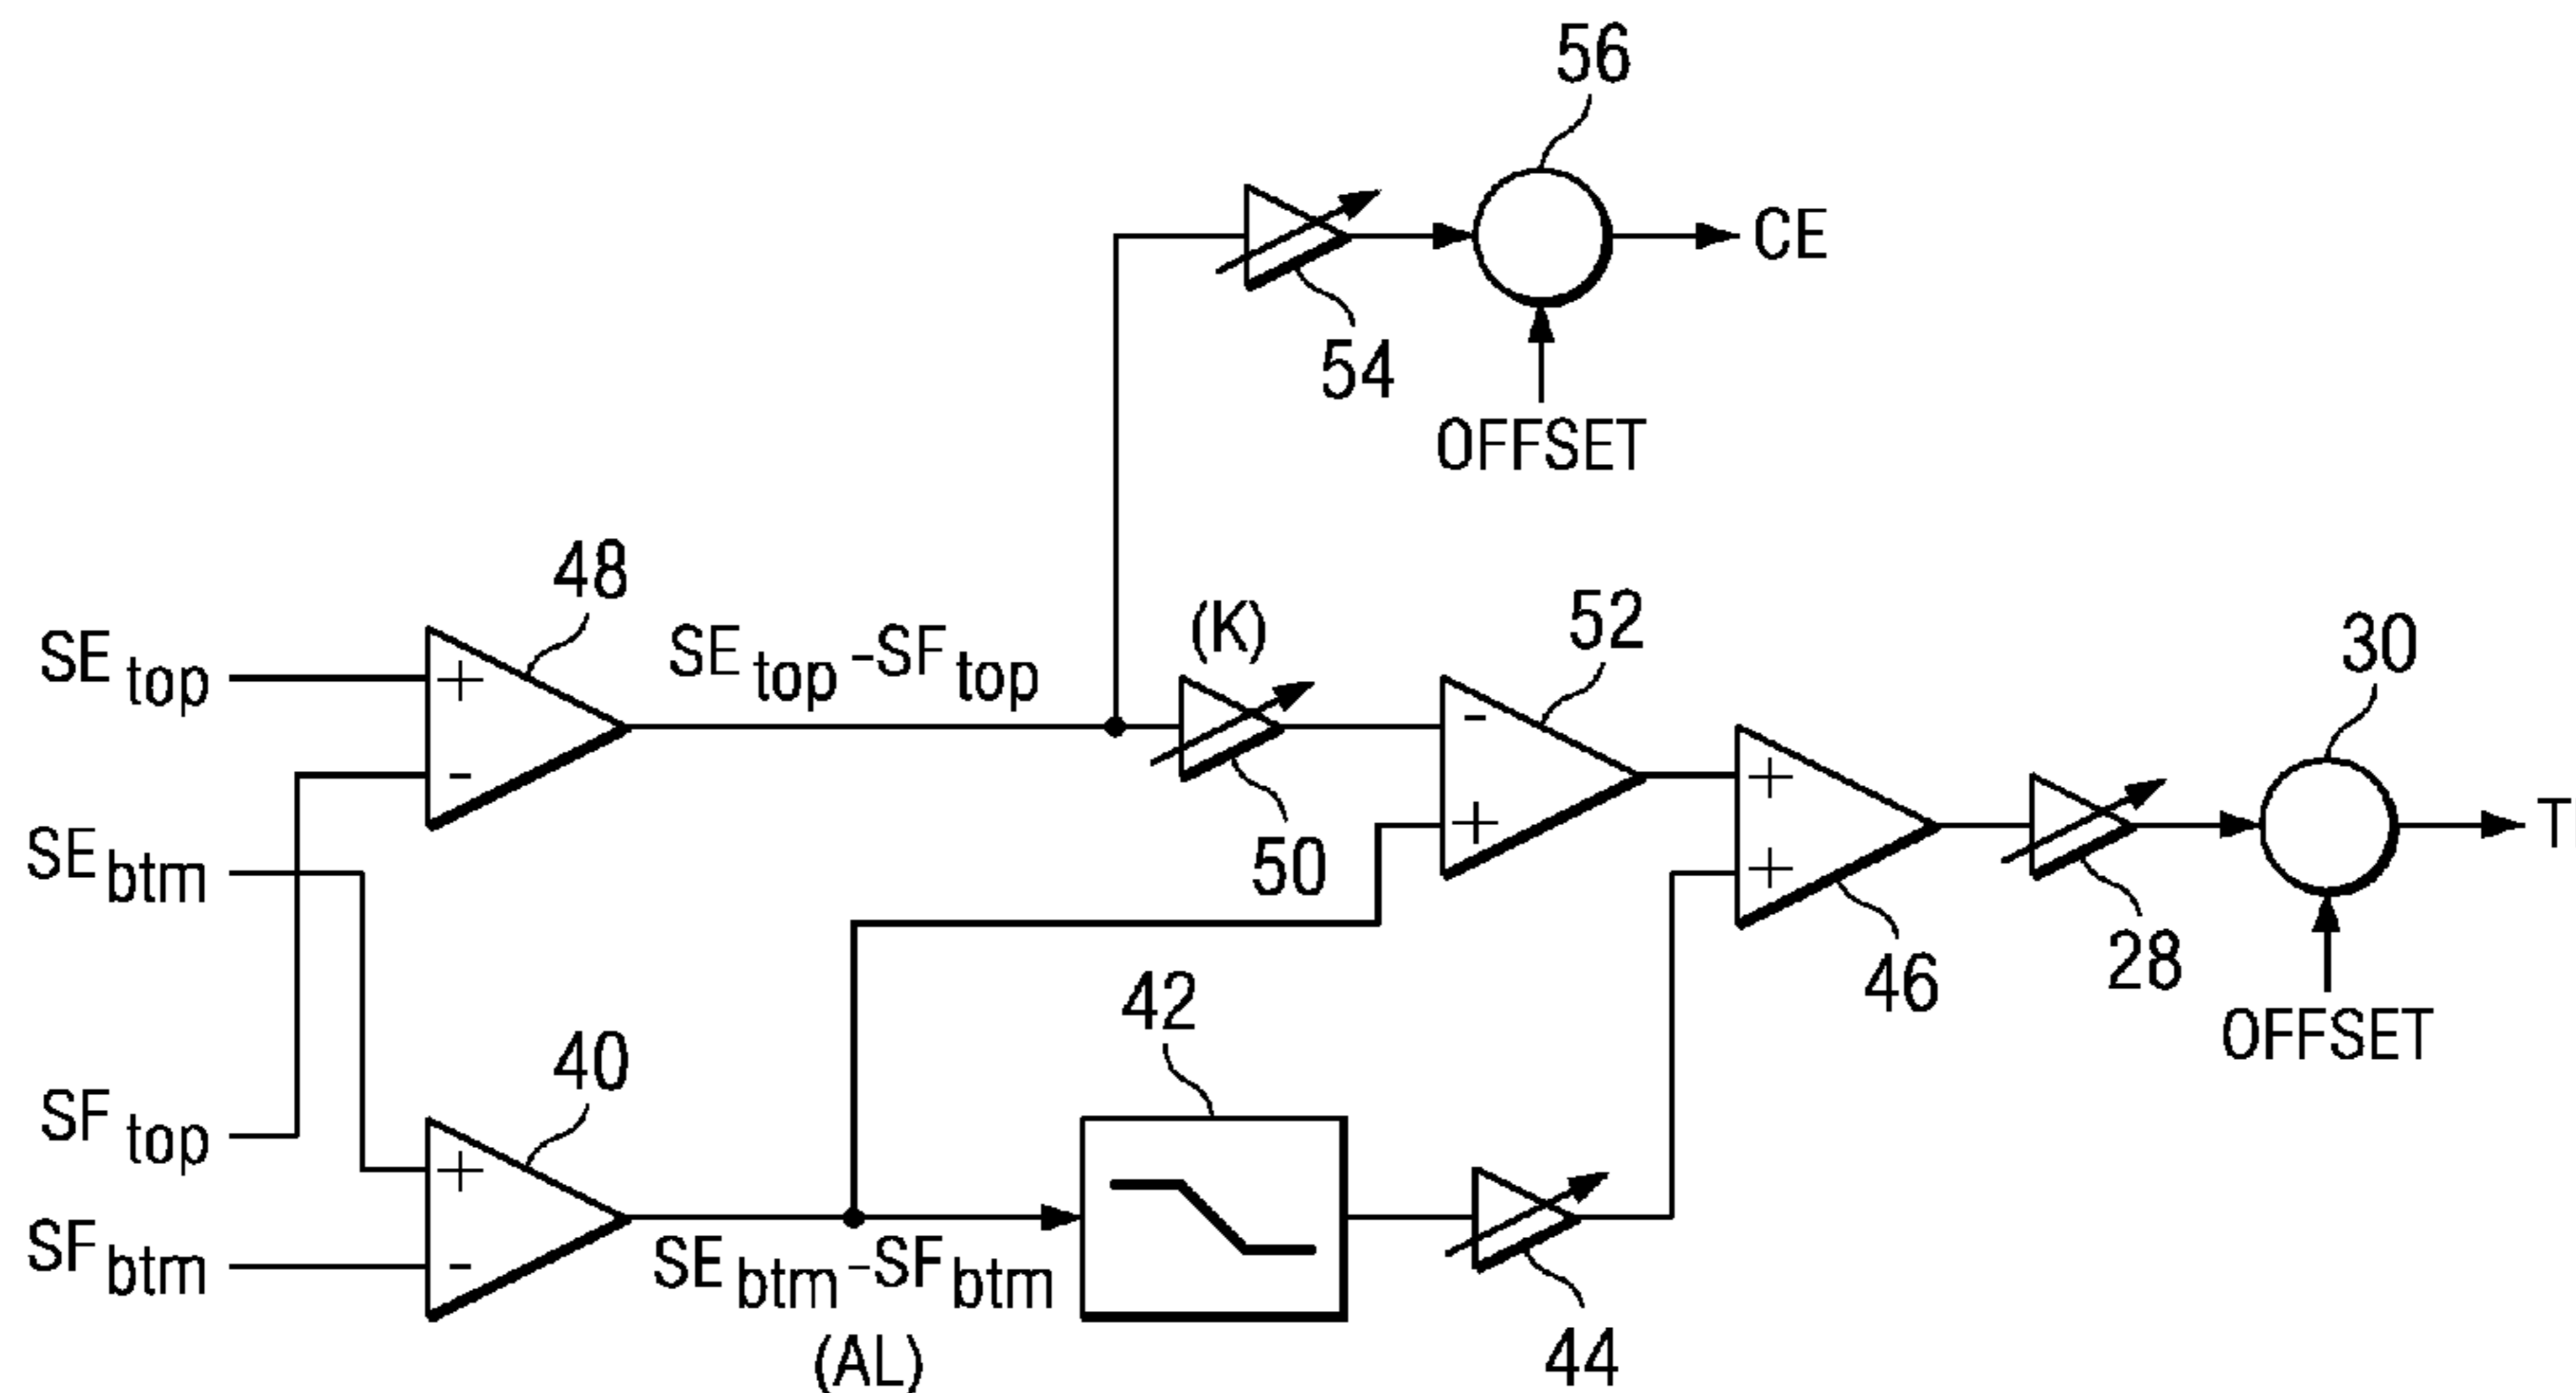 56
CE
54
OFFSET
48
SE top
SE top -SF top
(K)
52
30
+
-
-
+
+
+
50
46
28
T
OFFSET
SE btm
SF top
SF btm
40
+
-
42
SE btm -SF btm
(AL)
44